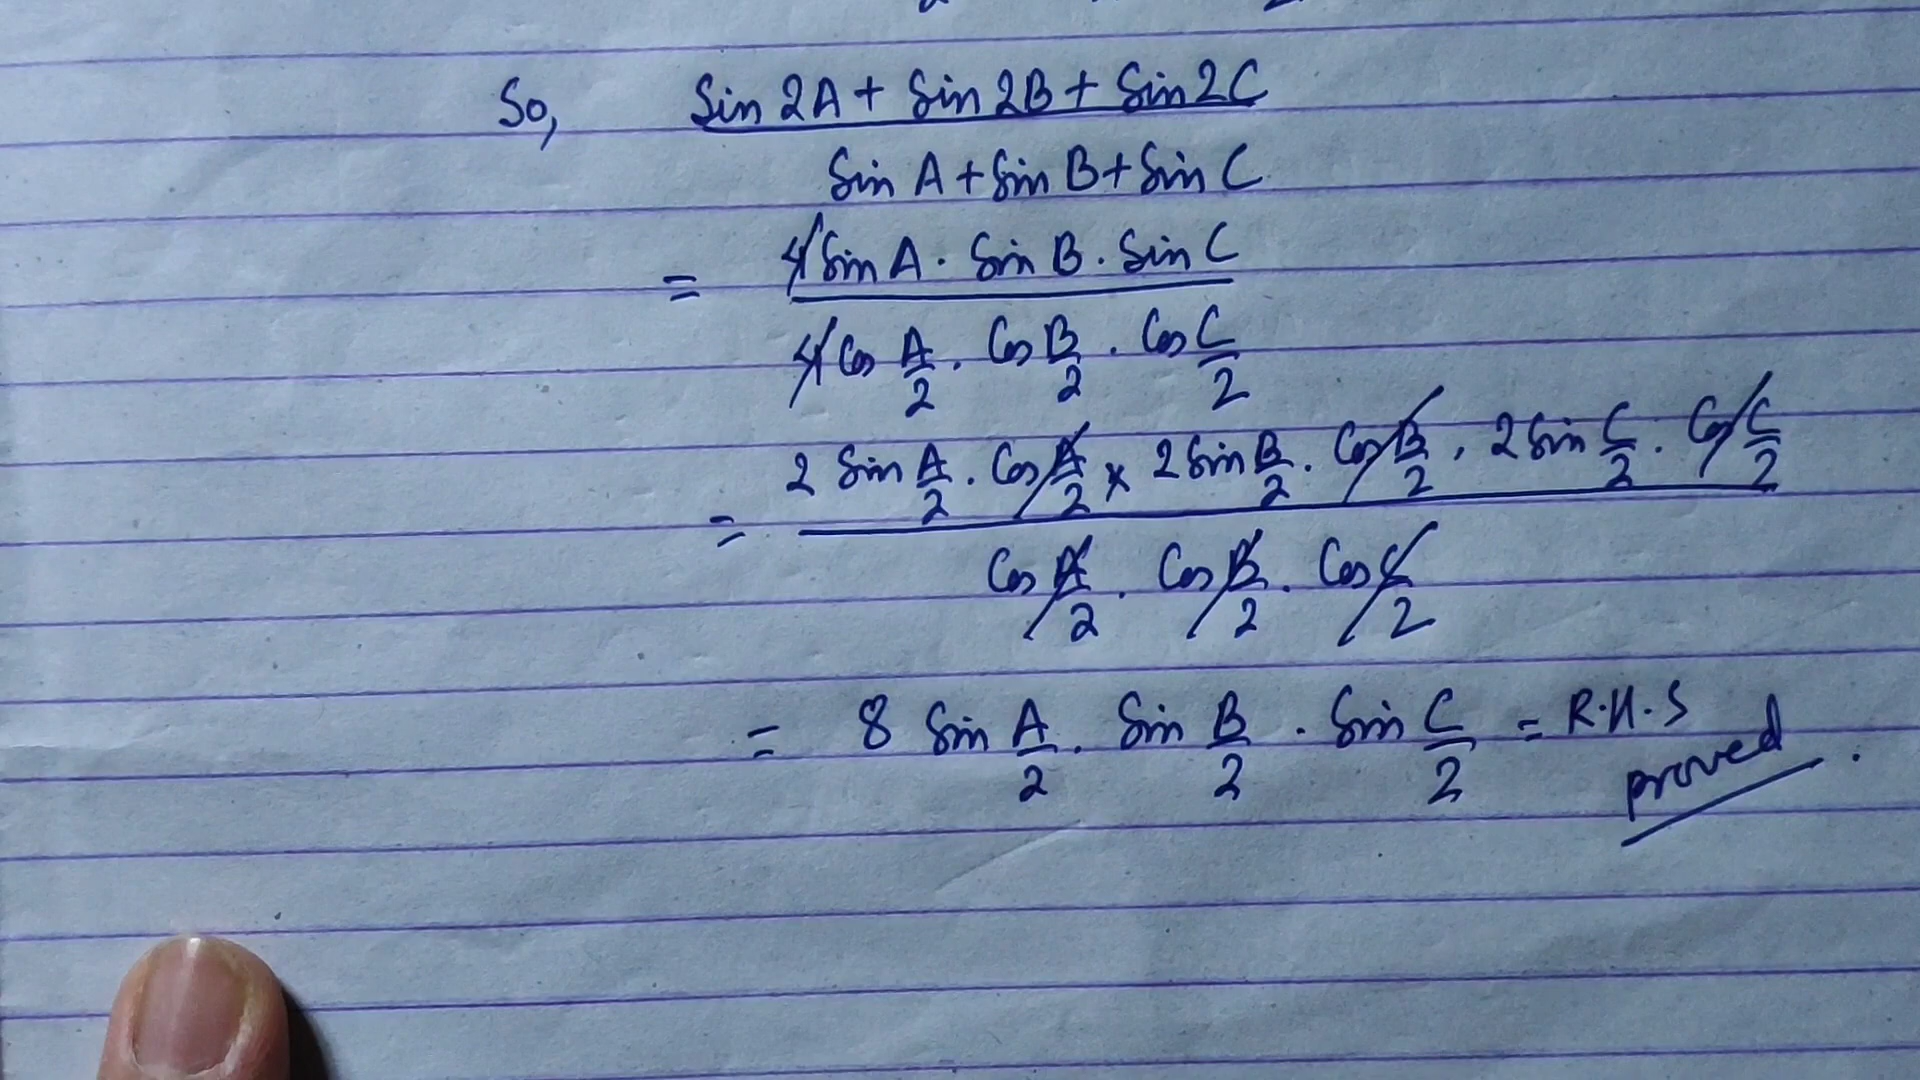 So, Sin 2A + Sin 2B + Sin 2C
Sin A + Sin B + Sin C
= 4 Sin A . Sin B . Sin C
4 Cos A/2 . Cos B/2 . Cos C/2
= 2 Sin A/2 . Cos A/2 × 2 Sin B/2 . Cos B/2 . 2 Sin C/2 . Cos C/2
Cos A/2 . Cos B/2 . Cos C/2
= 8 Sin A/2 . Sin B/2 . Sin C/2 = R.H.S
proved .